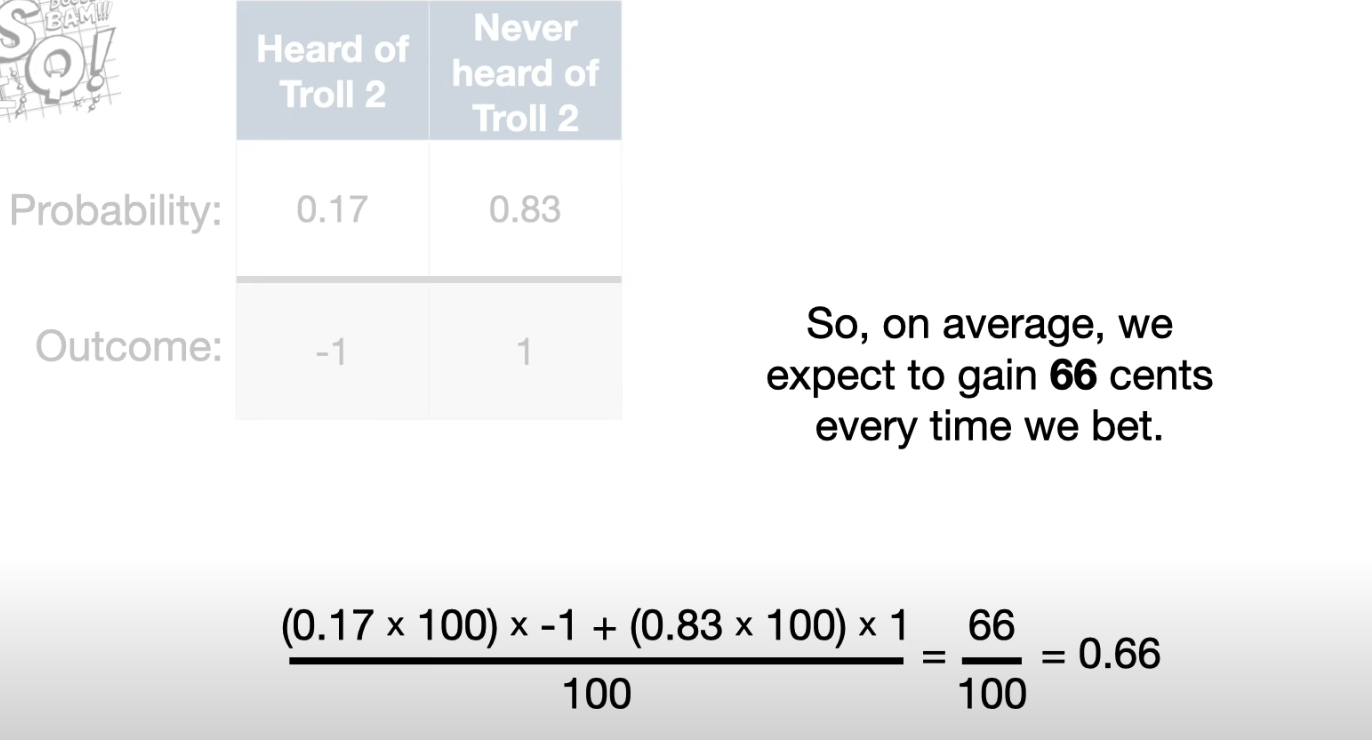 BAM!!!
Heard of
Troll 2
Never
heard of
Troll 2
Probability: 0.17 0.83
Outcome: -1 1
So, on average, we
expect to gain 66 cents
every time we bet.
(0.17 x 100) x -1 + (0.83 x 100) x 1
100
= 66
100
= 0.66